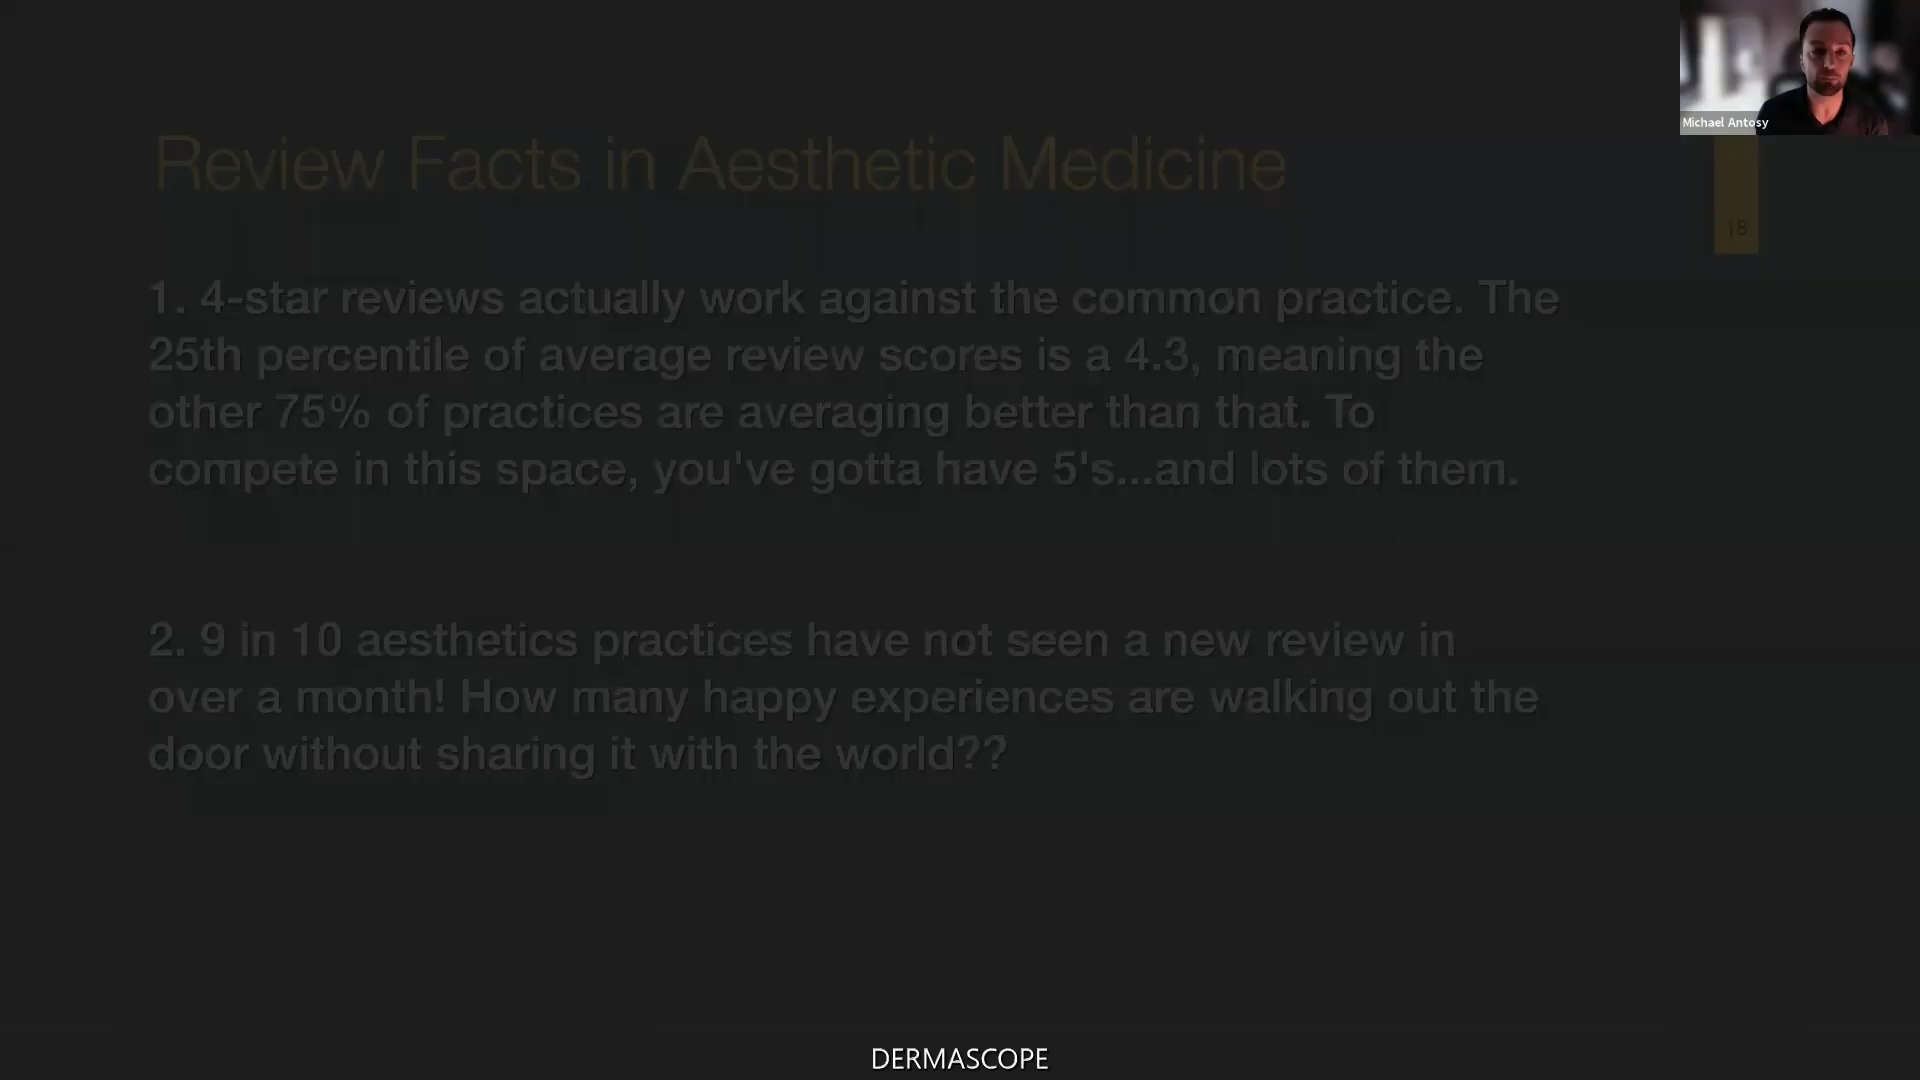 Michael Antosy
Review Facts in Aesthetic Medicine
18
1. 4-star reviews actually work against the common practice. The
25th percentile of average review scores is a 4.3, meaning the
other 75% of practices are averaging better than that. To
compete in this space, you've gotta have 5's...and lots of them.
2. 9 in 10 aesthetics practices have not seen a new review in
over a month! How many happy experiences are walking out the
door without sharing it with the world??
DERMASCOPE